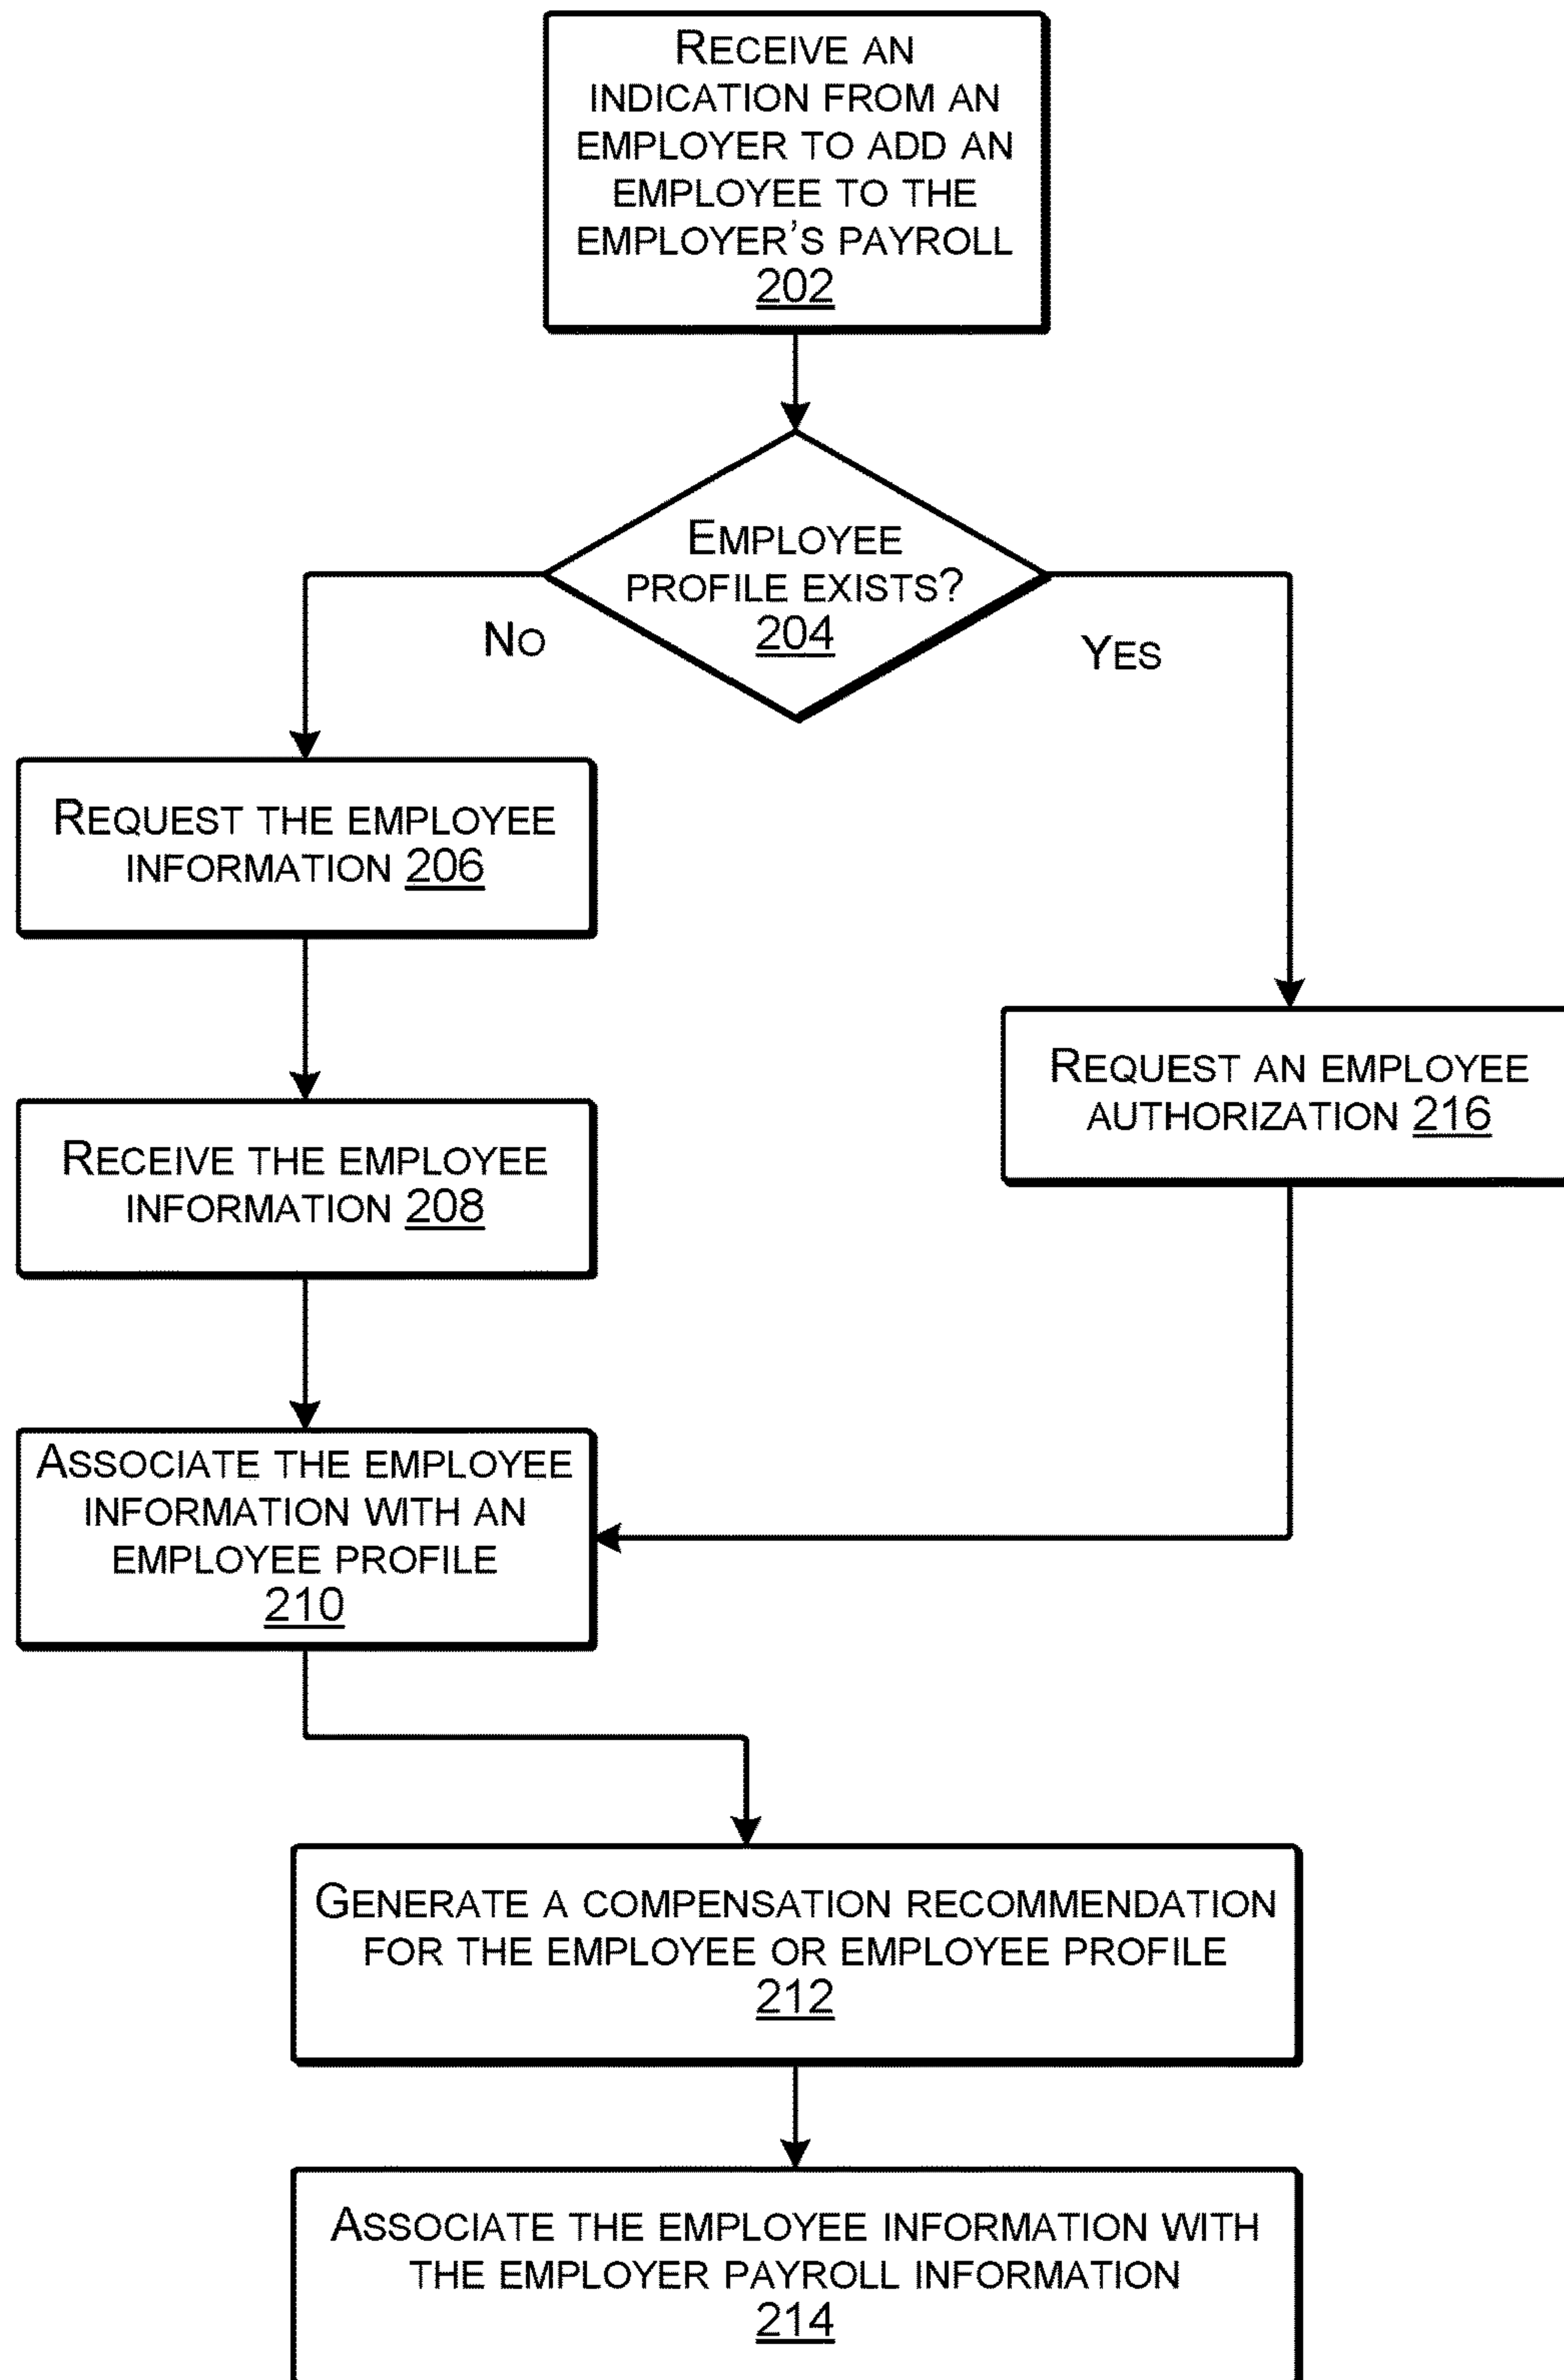 RECEIVE AN
INDICATION FROM AN
EMPLOYER TO ADD AN
EMPLOYEE TO THE
EMPLOYER'S PAYROLL
202
EMPLOYEE
PROFILE EXISTS?
204
NO
YES
REQUEST THE EMPLOYEE
INFORMATION 206
REQUEST AN EMPLOYEE
AUTHORIZATION 216
RECEIVE THE EMPLOYEE
INFORMATION 208
ASSOCIATE THE EMPLOYEE
INFORMATION WITH AN
EMPLOYEE PROFILE
210
GENERATE A COMPENSATION RECOMMENDATION
FOR THE EMPLOYEE OR EMPLOYEE PROFILE
212
ASSOCIATE THE EMPLOYEE INFORMATION WITH
THE EMPLOYER PAYROLL INFORMATION
214